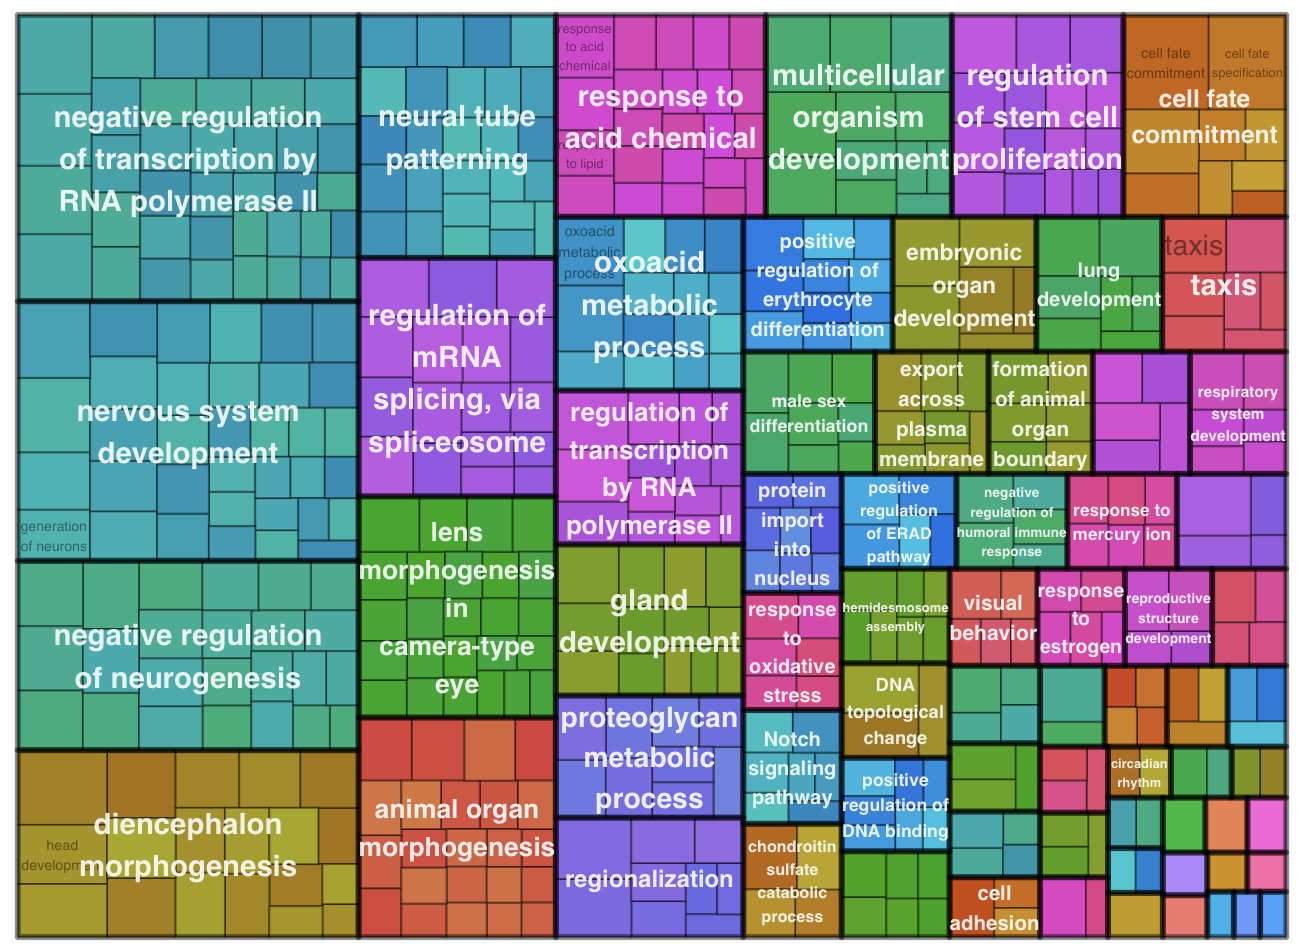 negative regulation
of transcription by
RNA polymerase II
neural tube
patterning
response
to acid
chemical
response to
acid chemical
to lipid
multicellular
organism
development
regulation
of stem cell
proliferation
cell fate
commitment
cell fate
specification
cell fate
commitment
nervous system
development
generation
of neurons
regulation of
mRNA
splicing, via
spliceosome
oxoacid
metabolic
process
oxoacid
metabolic
process
positive
regulation of
erythrocyte
differentiation
embryonic
organ
development
lung
development
taxis
taxis
male sex
differentiation
export
across
plasma
membrane
formation
of animal
organ
boundary
respiratory
system
development
regulation of
transcription
by RNA
polymerase II
protein
import
into
nucleus
positive
regulation
of ERAD
pathway
negative
regulation of
humoral immune
response
response to
mercury ion
negative regulation
of neurogenesis
lens
morphogenesis
in
camera-type
eye
gland
development
response
to
oxidative
stress
hemidesmosome
assembly
visual
behavior
response
to
estrogen
reproductive
structure
development
diencephalon
morphogenesis
head
developm
animal organ
morphogenesis
proteoglycan
metabolic
process
Notch
signaling
pathway
DNA
topological
change
circadian
rhythm
positive
regulation of
DNA binding
regionalization
chondroitin
sulfate
catabolic
process
cell
adhesion